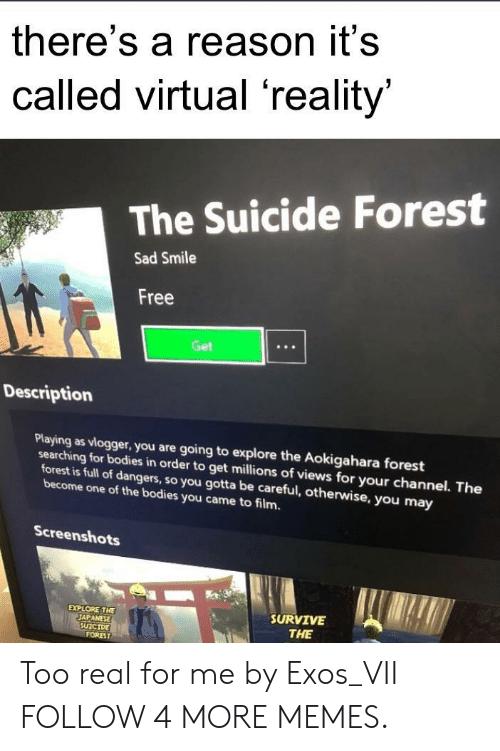 there's a reason it's
called virtual 'reality'
The Suicide Forest
Sad Smile
Free
Get
...
Description
Playing as vlogger, you are going to explore the Aokigahara forest
searching for bodies in order to get millions of views for your channel. The
forest is full of dangers, so you gotta be careful, otherwise, you may
become one of the bodies you came to film.
Screenshots
EXPLORE THE
JAPANESE
SUICIDE
FOREST
SURVIVE
THE
Too real for me by Exos_VII
FOLLOW 4 MORE MEMES.